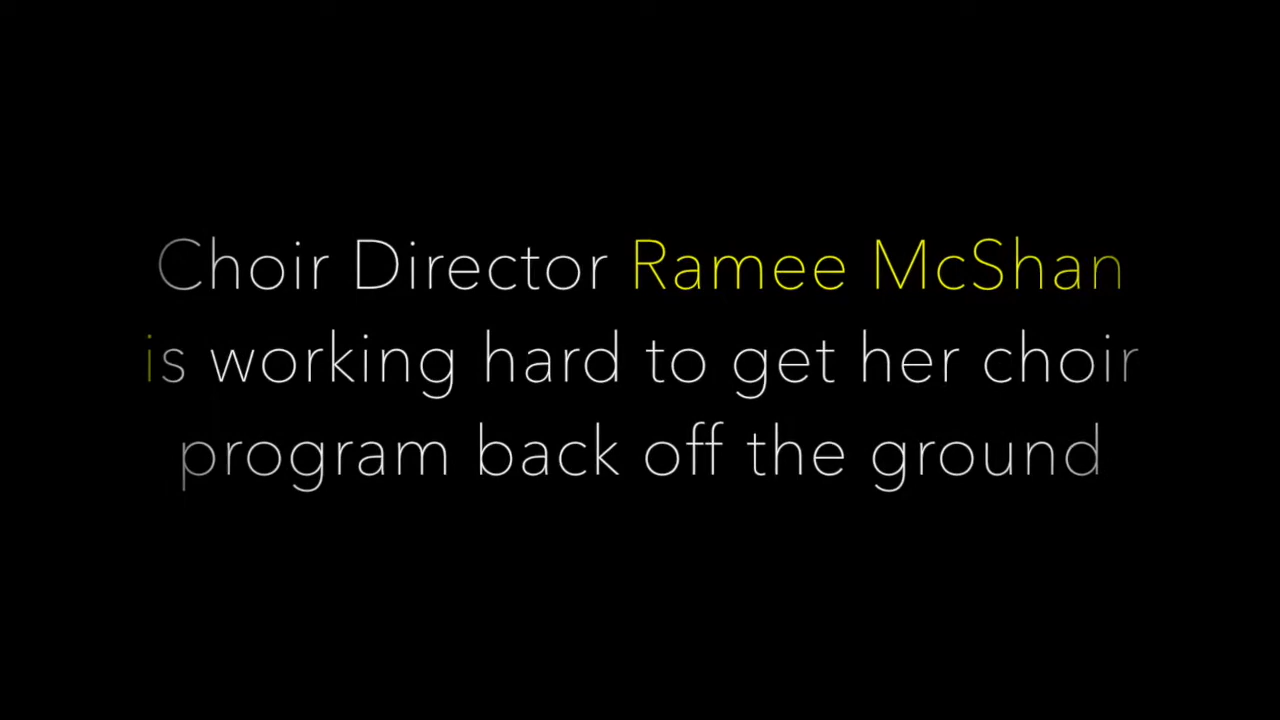 Choir Director Ramee McShan
is working hard to get her choir
program back off the ground